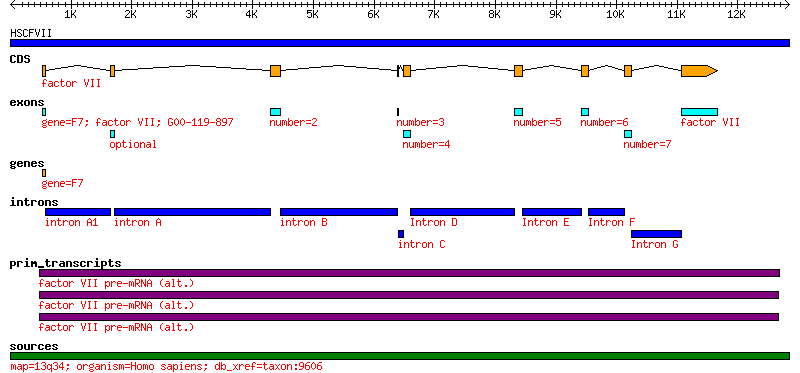 1K 2K 3K 4K 5K 6K 7K 8K 9K 10K 11K 12K
HSCFVII
CDS
factor VII
exons
gene=F7; factor VII; G00-119-897 number=2 number=3 number=5 number=6 factor VII
optional number=4 number=7
genes
gene=F7
introns
intron A1 intron A intron B Intron D Intron E Intron F
intron C Intron G
prim_transcripts
factor VII pre-mRNA (alt.)
factor VII pre-mRNA (alt.)
factor VII pre-mRNA (alt.)
sources
map=13q34; organism=Homo sapiens; db_xref=taxon:9606